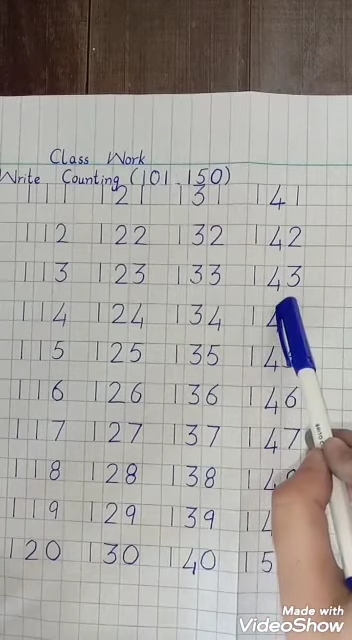 Class Work
Write Counting (101-150)
111 121 131 141
112 122 132 142
113 123 133 143
114 124 134
115 125 135
116 126 136 146
117 127 137 147
118 128 138
119 129 139
120 130 140
Made with
VideoShow